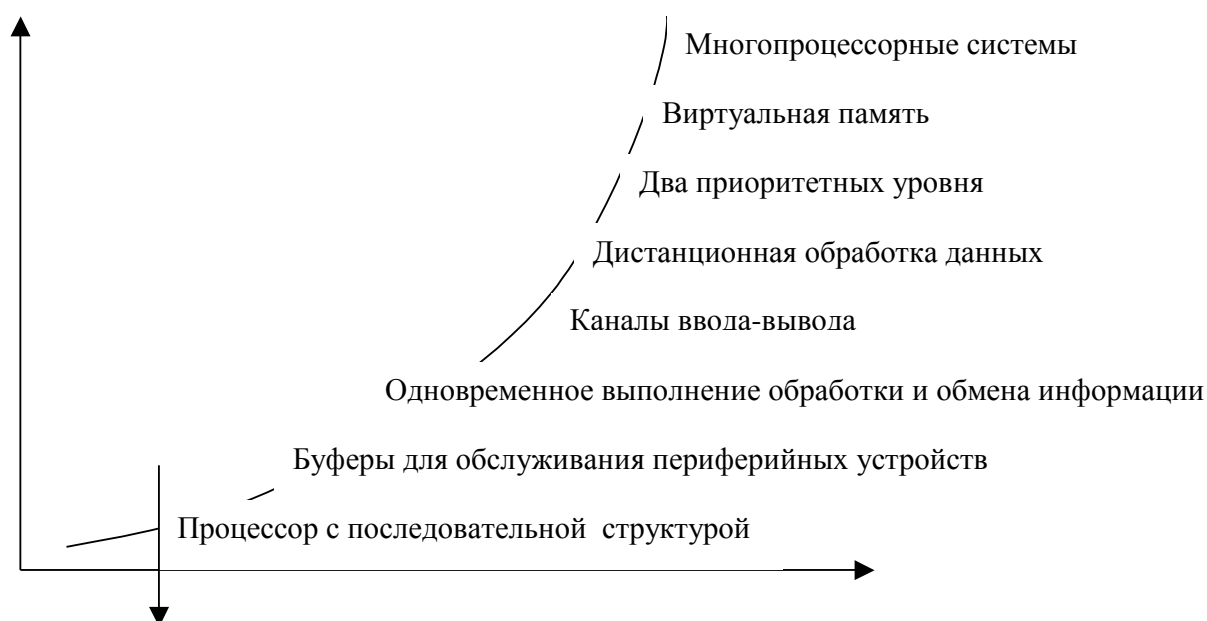 Многопроцессорные системы
Виртуальная память
Два приоритетных уровня
Дистанционная обработка данных
Каналы ввода-вывода
Одновременное выполнение обработки и обмена информации
Буферы для обслуживания периферийных устройств
Процессор с последовательной структурой